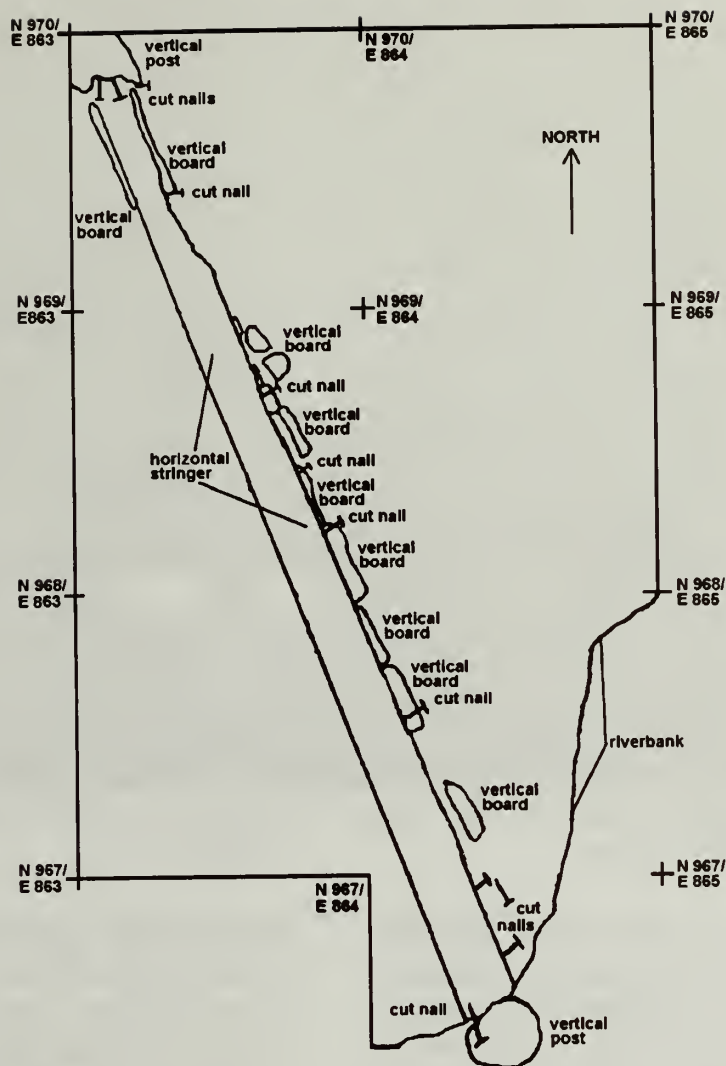 N 970/
E 863
N 970/
E 864
N 970/
E 865
vertical
post
cut nails
vertical
board
cut nail
vertical
board
NORTH
N 969/
E863
N 969/
E 864
N 969/
E 865
vertical
board
cut nail
vertical
board
cut nail
horizontal
stringer
vertical
board
cut nail
vertical
board
N 968/
E 863
N 968/
E 865
vertical
board
vertical
board
cut nail
riverbank
vertical
board
N 967/
E 863
N 967/
E 864
N 967/
E 865
cut
nails
cut nail
vertical
post